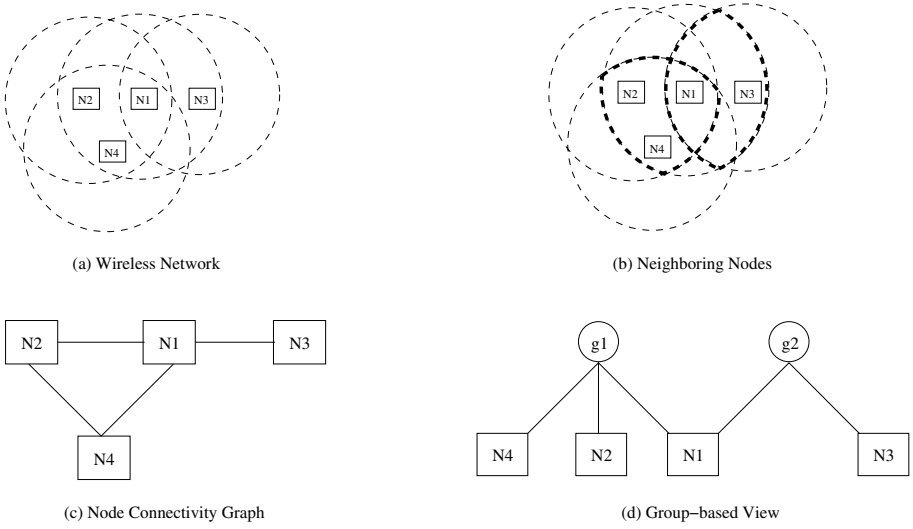 N2 N1 N3
N4
(a) Wireless Network
N2 N1 N3
N4
(b) Neighboring Nodes
N2 N1 N3
N4
(c) Node Connectivity Graph
g1 g2
N4 N2 N1 N3
(d) Group−based View